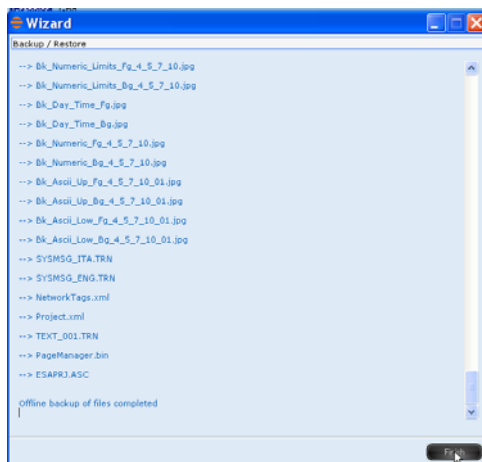 Wizard
Backup / Restore
--> Bk_Numeric_Limits_Fg_4_5_7_10.jpg
--> Bk_Numeric_Limits_Bg_4_5_7_10.jpg
--> Bk_Day_Time_Fg.jpg
--> Bk_Day_Time_Bg.jpg
--> Bk_Numeric_Fg_4_5_7_10.jpg
--> Bk_Numeric_Bg_4_5_7_10.jpg
--> Bk_Ascii_Up_Fg_4_5_7_10_01.jpg
--> Bk_Ascii_Up_Bg_4_5_7_10_01.jpg
--> Bk_Ascii_Low_Fg_4_5_7_10_01.jpg
--> Bk_Ascii_Low_Bg_4_5_7_10_01.jpg
--> SYSMSG_ITA.TRN
--> SYSMSG_ENG.TRN
--> NetworkTags.xml
--> Project.xml
--> TEXT_001.TRN
--> PageManager.bin
--> ESAPRJ.ASC
Offline backup of files completed
Finish